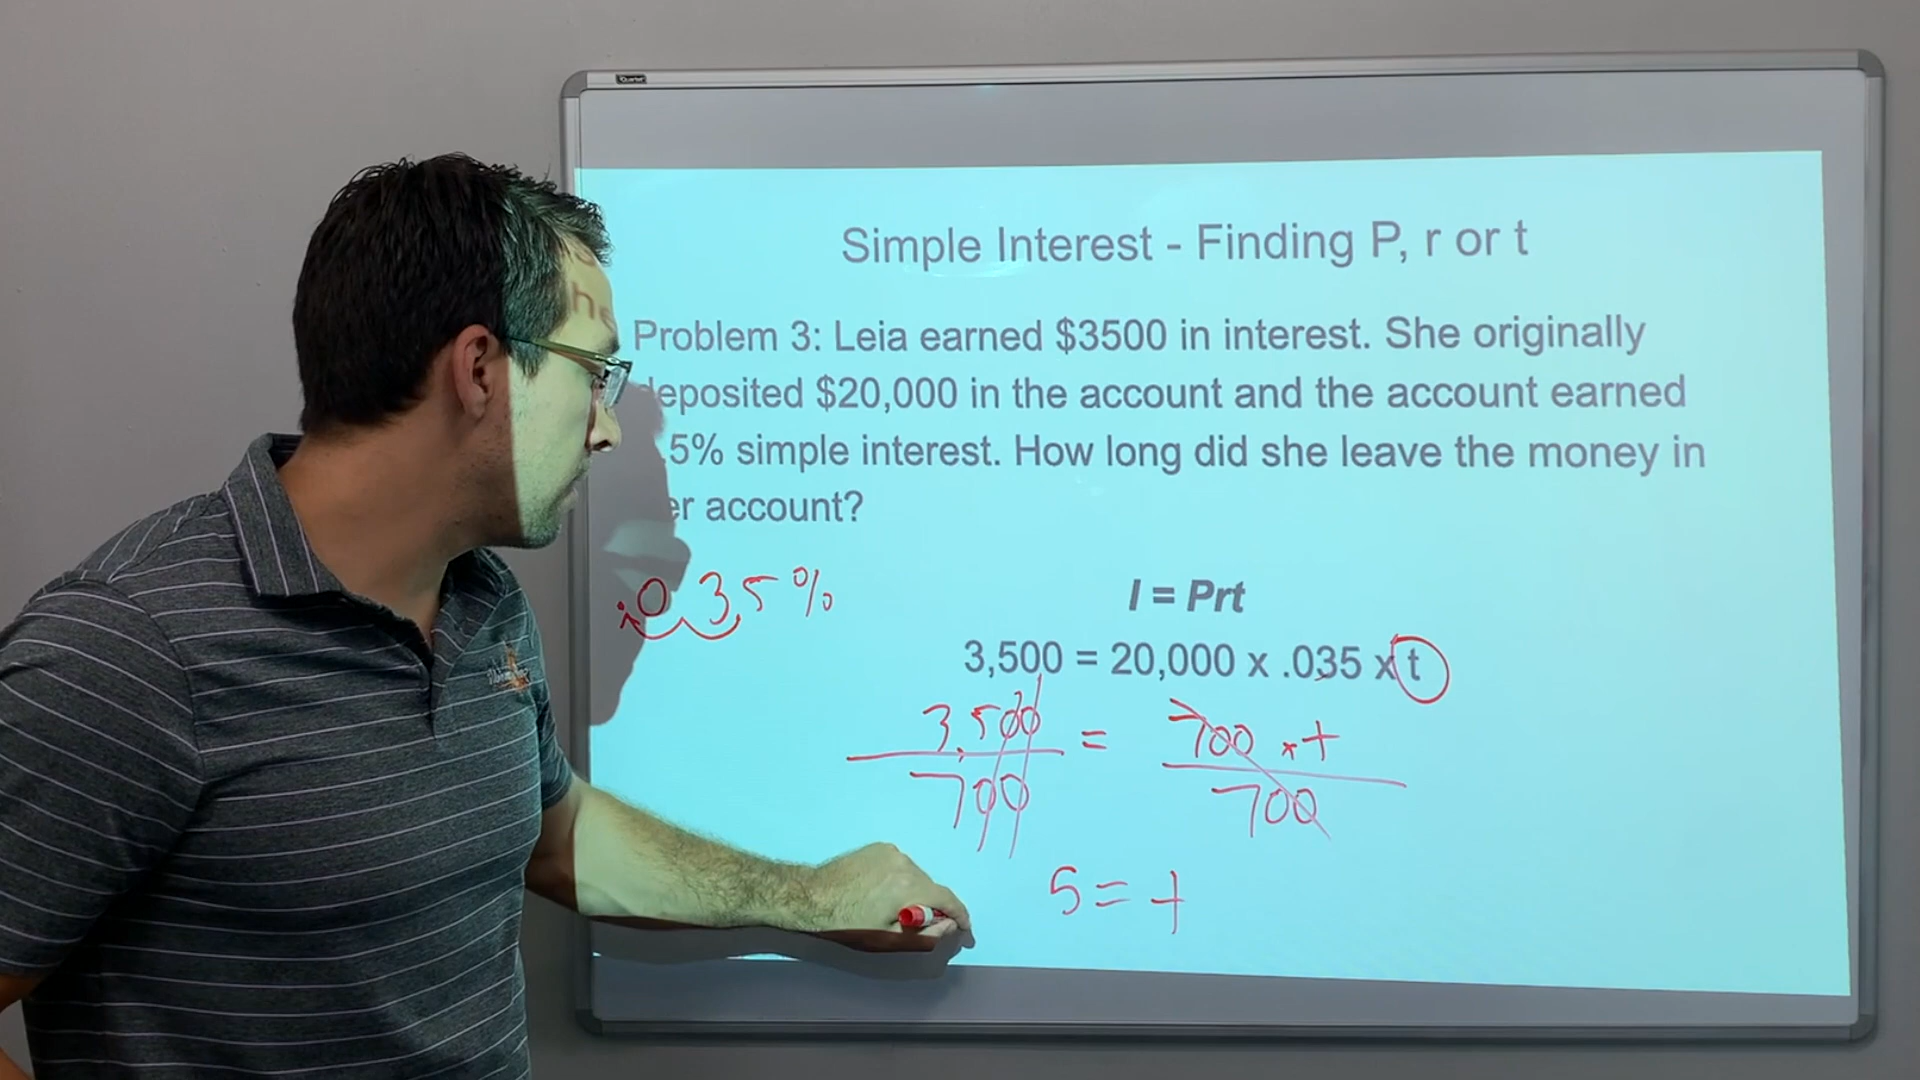 Quartet
Simple Interest - Finding P, r or t
Problem 3: Leia earned $3500 in interest. She originally
deposited $20,000 in the account and the account earned
.5% simple interest. How long did she leave the money in
er account?
035%
I = Prt
3,500 = 20,000 x .035 x t
3,500 = 700 x t
700 700
5 = t